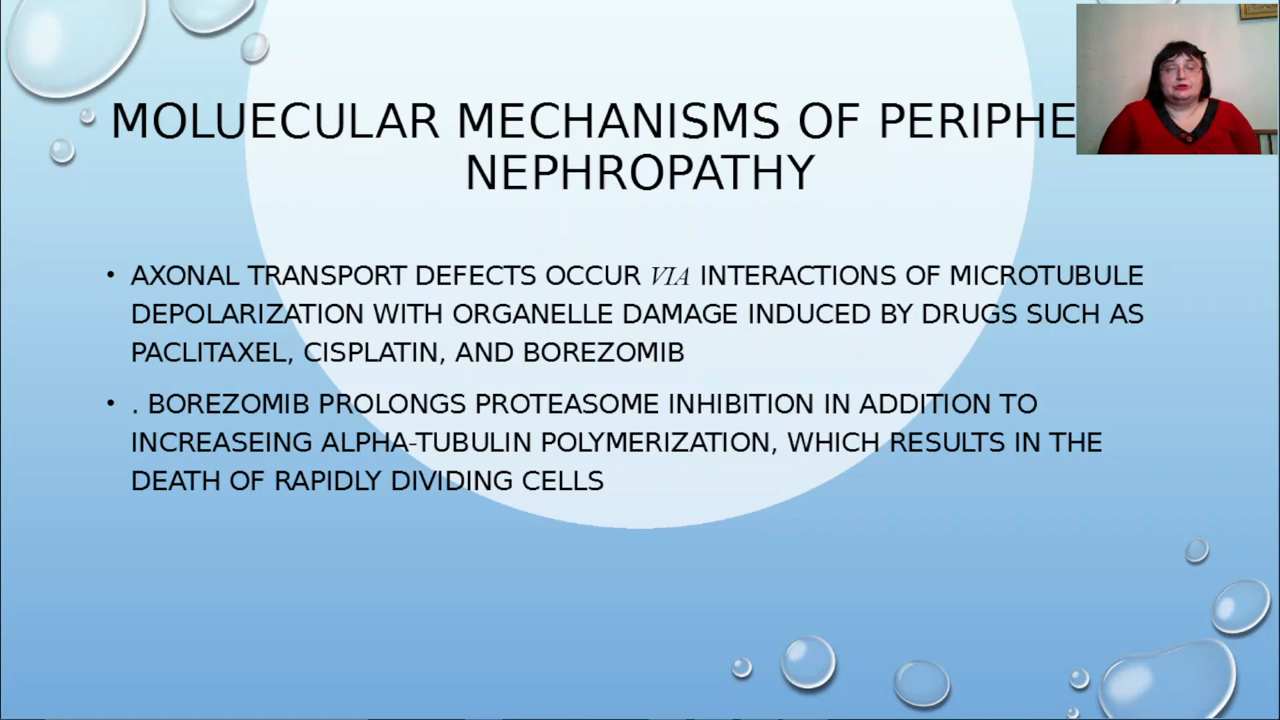 MOLUECULAR MECHANISMS OF PERIPHE
NEPHROPATHY
• AXONAL TRANSPORT DEFECTS OCCUR VIA INTERACTIONS OF MICROTUBULE
DEPOLARIZATION WITH ORGANELLE DAMAGE INDUCED BY DRUGS SUCH AS
PACLITAXEL, CISPLATIN, AND BOREZOMIB
• . BOREZOMIB PROLONGS PROTEASOME INHIBITION IN ADDITION TO
INCREASEING ALPHA-TUBULIN POLYMERIZATION, WHICH RESULTS IN THE
DEATH OF RAPIDLY DIVIDING CELLS